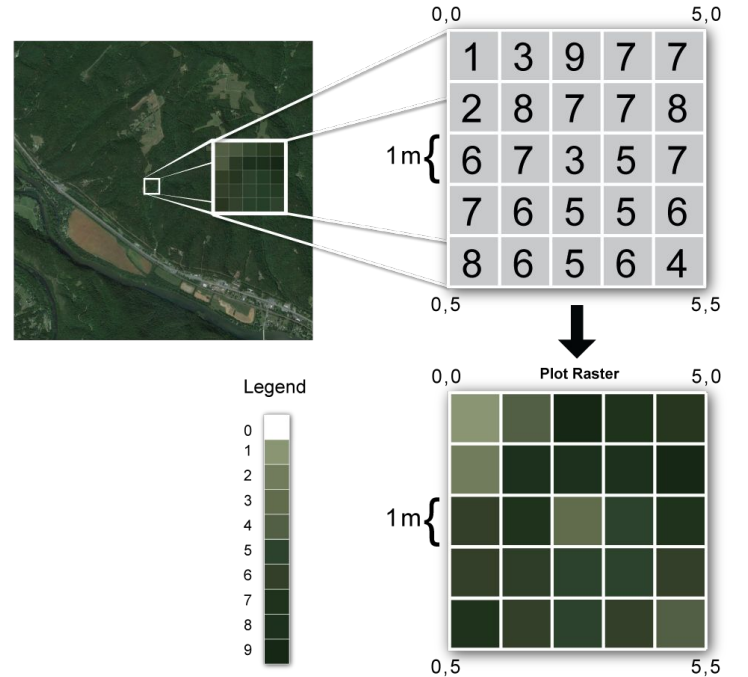 0,0 5,0
1 3 9 7 7
2 8 7 7 8
1m{ 6 7 3 5 7
7 6 5 5 6
8 6 5 6 4
0,5 5,5
Plot Raster
0,0 5,0
1m{
0,5 5,5
Legend
0
1
2
3
4
5
6
7
8
9